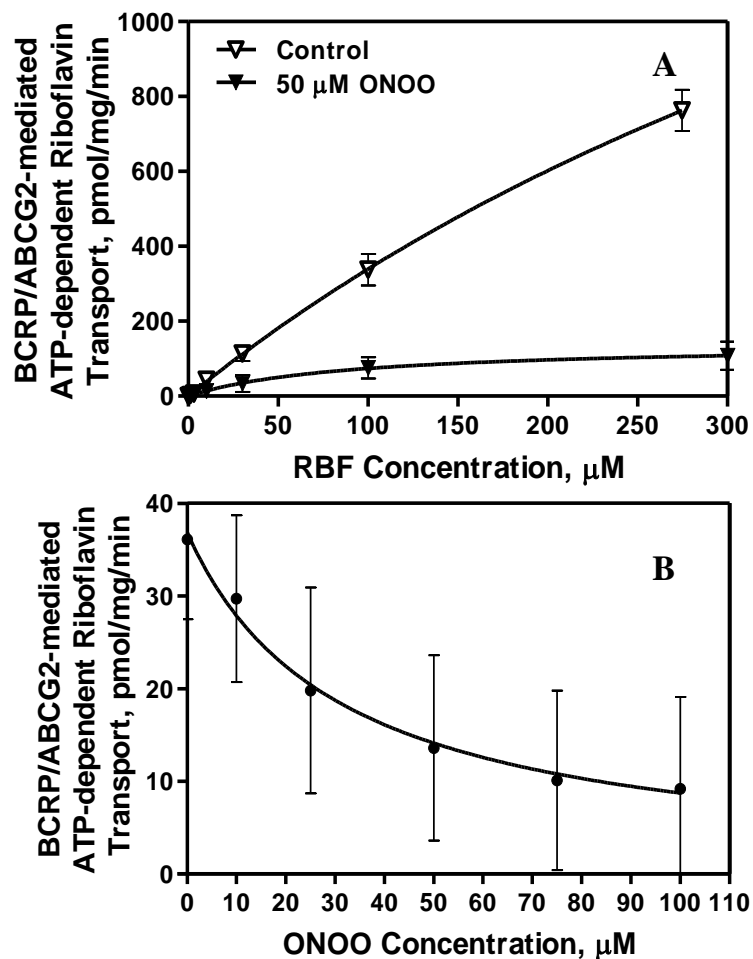 BCRP/ABCG2-mediated
ATP-dependent Riboflavin
Transport, pmol/mg/min
1000
800
600
400
200
0
Control
50 μM ONOO
A
0 50 100 150 200 250 300
RBF Concentration, μM
BCRP/ABCG2-mediated
ATP-dependent Riboflavin
Transport, pmol/mg/min
40
30
20
10
0
B
0 10 20 30 40 50 60 70 80 90 100 110
ONOO Concentration, μM